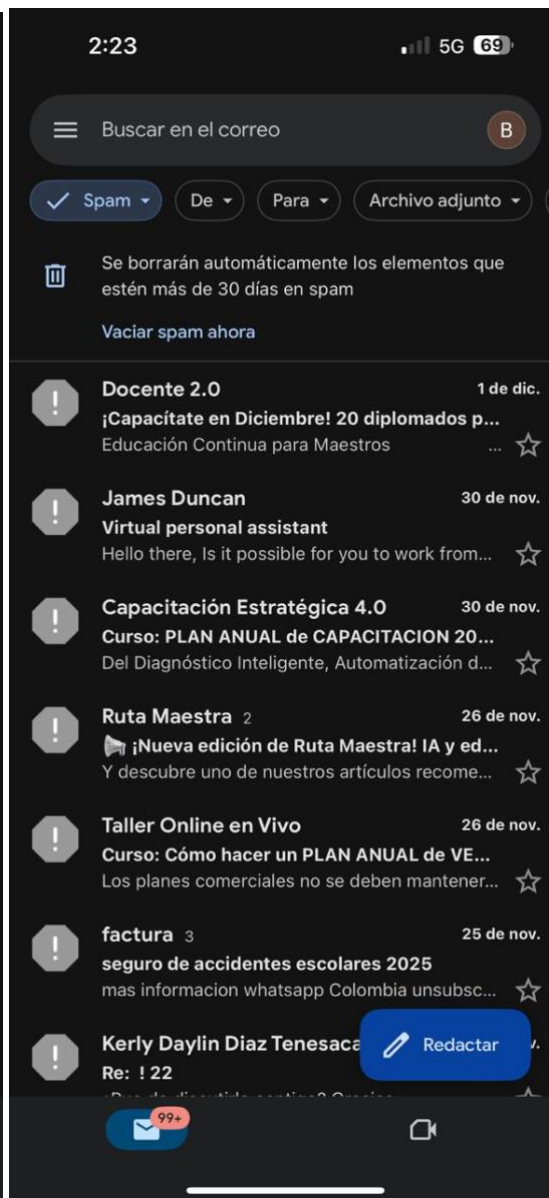 2:23 5G 69
Buscar en el correo B
Spam De Para Archivo adjunto
Se borrarán automáticamente los elementos que
estén más de 30 días en spam
Vaciar spam ahora
Docente 2.0 1 de dic.
¡Capacítate en Diciembre! 20 diplomados p...
Educación Continua para Maestros ...
James Duncan 30 de nov.
Virtual personal assistant
Hello there, Is it possible for you to work from...
Capacitación Estratégica 4.0 30 de nov.
Curso: PLAN ANUAL de CAPACITACION 20...
Del Diagnóstico Inteligente, Automatización d...
Ruta Maestra 2 26 de nov.
¡Nueva edición de Ruta Maestra! IA y ed...
Y descubre uno de nuestros artículos recome...
Taller Online en Vivo 26 de nov.
Curso: Cómo hacer un PLAN ANUAL de VE...
Los planes comerciales no se deben mantener...
factura 3 25 de nov.
seguro de accidentes escolares 2025
mas informacion whatsapp Colombia unsubsc...
Kerly Daylin Diaz Tenesaca
Redactar
Re: ! 22
99+